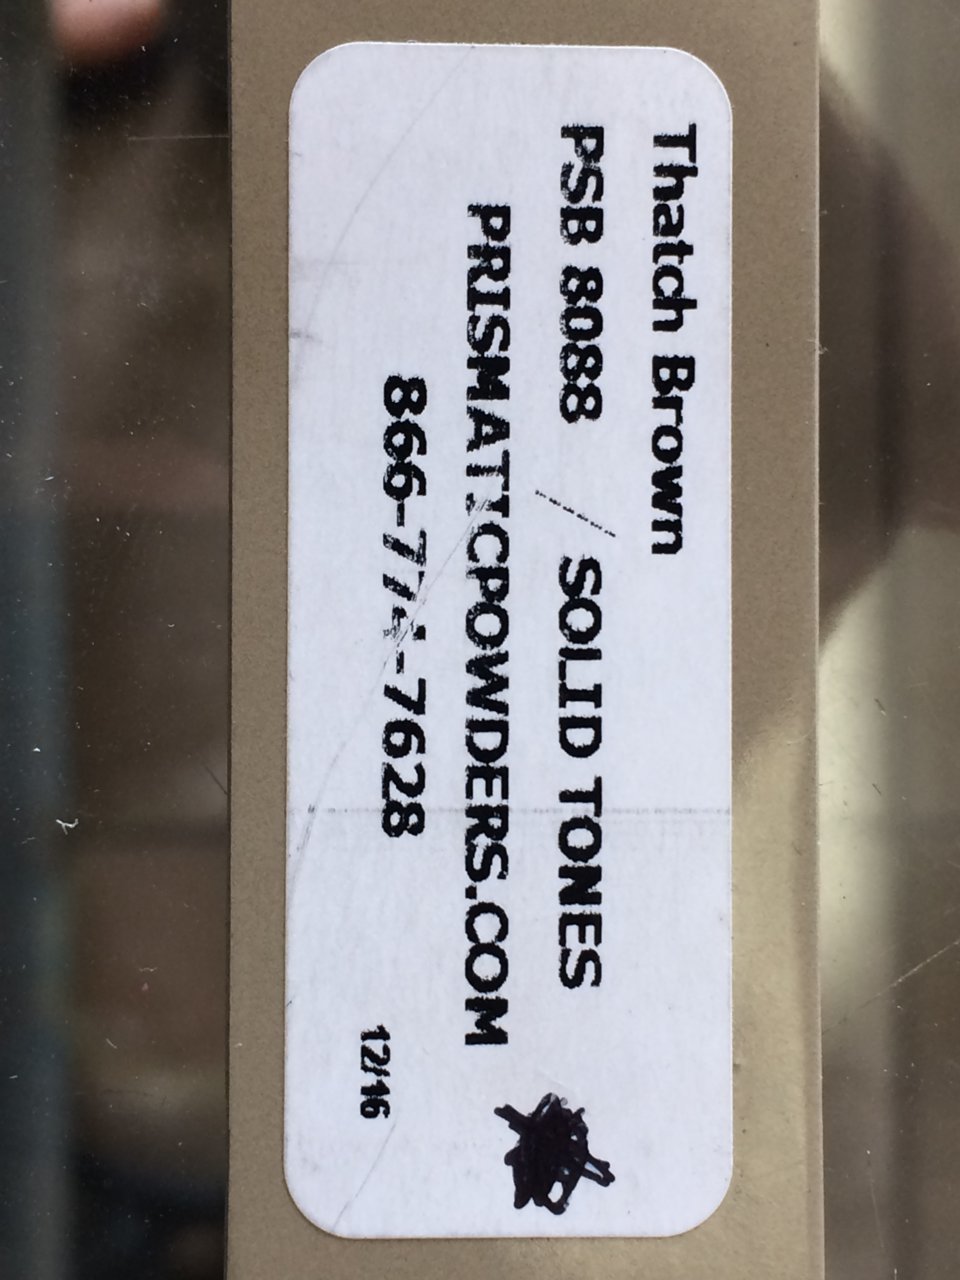 Thatch Brown
PSB 8088 / SOLID TONES
PRISMATICPOWDERS.COM
866-774-7628
12/16